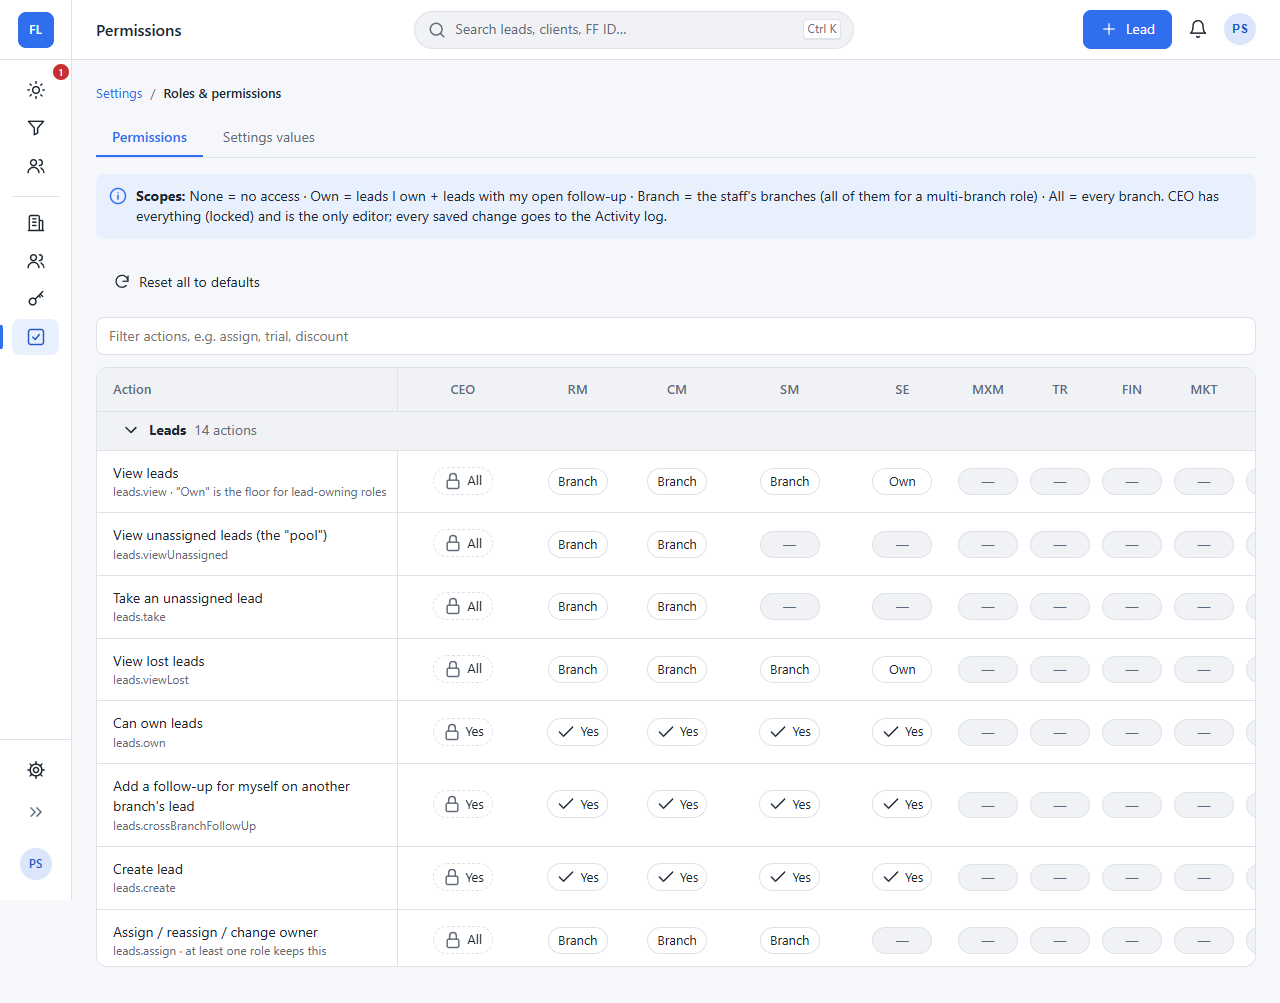 FL
Permissions
Search leads, clients, FF ID...
Ctrl K
Lead
PS
1
Settings / Roles & permissions
Permissions
Settings values
Scopes: None = no access · Own = leads I own + leads with my open follow-up · Branch = the staff's branches (all of them for a multi-branch role) · All = every branch. CEO has
everything (locked) and is the only editor; every saved change goes to the Activity log.
Reset all to defaults
Filter actions, e.g. assign, trial, discount
Action CEO RM CM SM SE MXM TR FIN MKT
Leads 14 actions
View leads
leads.view · "Own" is the floor for lead-owning roles
All Branch Branch Branch Own — — — —
View unassigned leads (the "pool")
leads.viewUnassigned
All Branch Branch — — — — — —
Take an unassigned lead
leads.take
All Branch Branch — — — — — —
View lost leads
leads.viewLost
All Branch Branch Branch Own — — — —
Can own leads
leads.own
Yes Yes Yes Yes Yes — — — —
Add a follow-up for myself on another
branch's lead
leads.crossBranchFollowUp
Yes Yes Yes Yes Yes — — — —
Create lead
leads.create
Yes Yes Yes Yes Yes — — — —
Assign / reassign / change owner
leads.assign · at least one role keeps this
All Branch Branch Branch — — — — —
PS